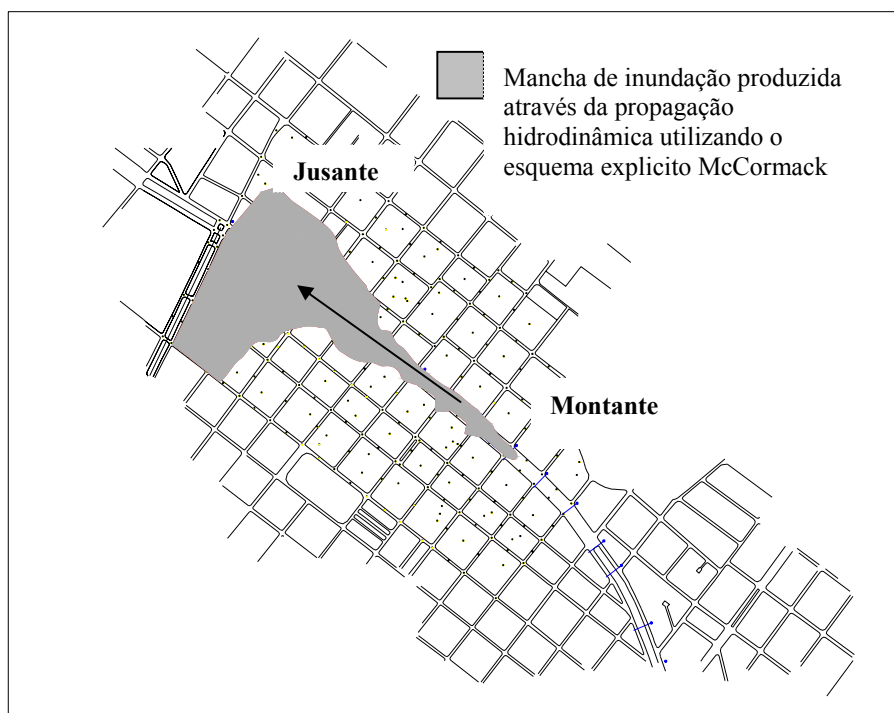 Mancha de inundação produzida
através da propagação
hidrodinâmica utilizando o
esquema explicito McCormack
Jusante
Montante